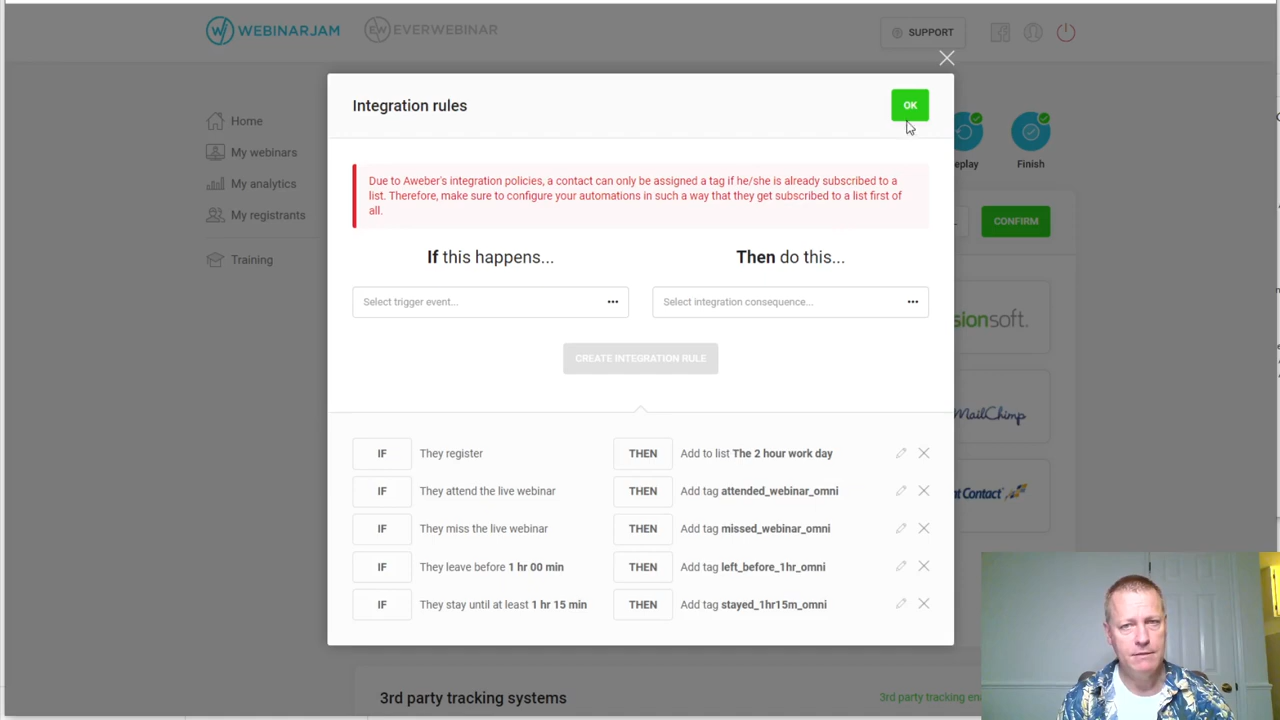 WEBINARJAM
EVERWEBINAR
SUPPORT
Integration rules
OK
Home
My webinars
My analytics
My registrants
Training
eplay
Finish
CONFIRM
Due to Aweber's integration policies, a contact can only be assigned a tag if he/she is already subscribed to a
list. Therefore, make sure to configure your automations in such a way that they get subscribed to a list first of
all.
If this happens...
Then do this...
Select trigger event...
Select integration consequence...
CREATE INTEGRATION RULE
sionsoft.
MailChimp
t Contact
IF They register THEN Add to list The 2 hour work day
IF They attend the live webinar THEN Add tag attended_webinar_omni
IF They miss the live webinar THEN Add tag missed_webinar_omni
IF They leave before 1 hr 00 min THEN Add tag left_before_1hr_omni
IF They stay until at least 1 hr 15 min THEN Add tag stayed_1hr15m_omni
3rd party tracking systems
3rd party tracking en